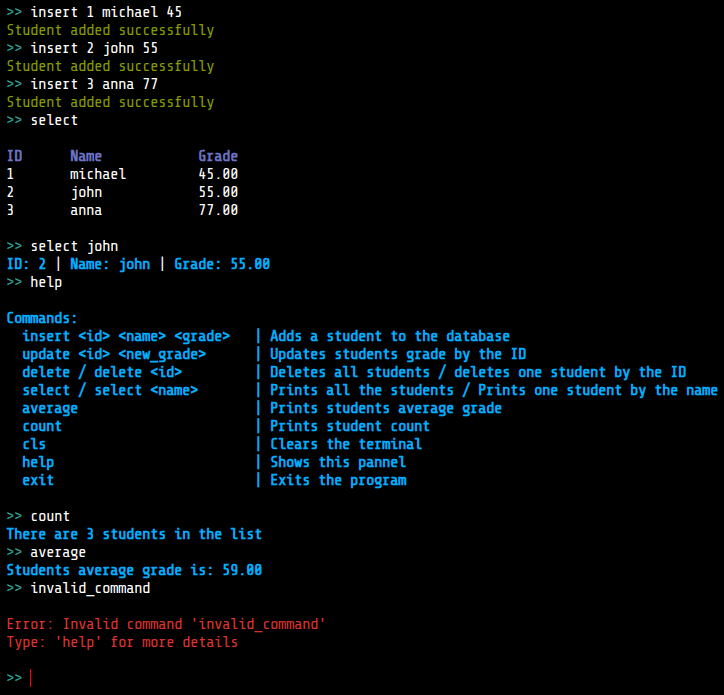 >> insert 1 michael 45
Student added successfully
>> insert 2 john 55
Student added successfully
>> insert 3 anna 77
Student added successfully
>> select
ID Name Grade
1 michael 45.00
2 john 55.00
3 anna 77.00
>> select john
ID: 2 | Name: john | Grade: 55.00
>> help
Commands:
insert <id> <name> <grade> | Adds a student to the database
update <id> <new_grade> | Updates students grade by the ID
delete / delete <id> | Deletes all students / deletes one student by the ID
select / select <name> | Prints all the students / Prints one student by the name
average | Prints students average grade
count | Prints student count
cls | Clears the terminal
help | Shows this pannel
exit | Exits the program
>> count
There are 3 students in the list
>> average
Students average grade is: 59.00
>> invalid_command
Error: Invalid command 'invalid_command'
Type: 'help' for more details
>>